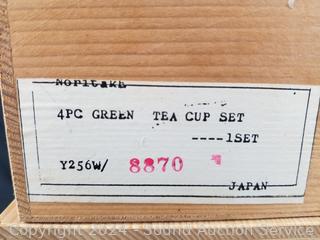 NORITAKE
4PC GREEN TEA CUP SET
----1SET
Y256W/ 8870
JAPAN
Copyright 2024 - Sound Auction Service